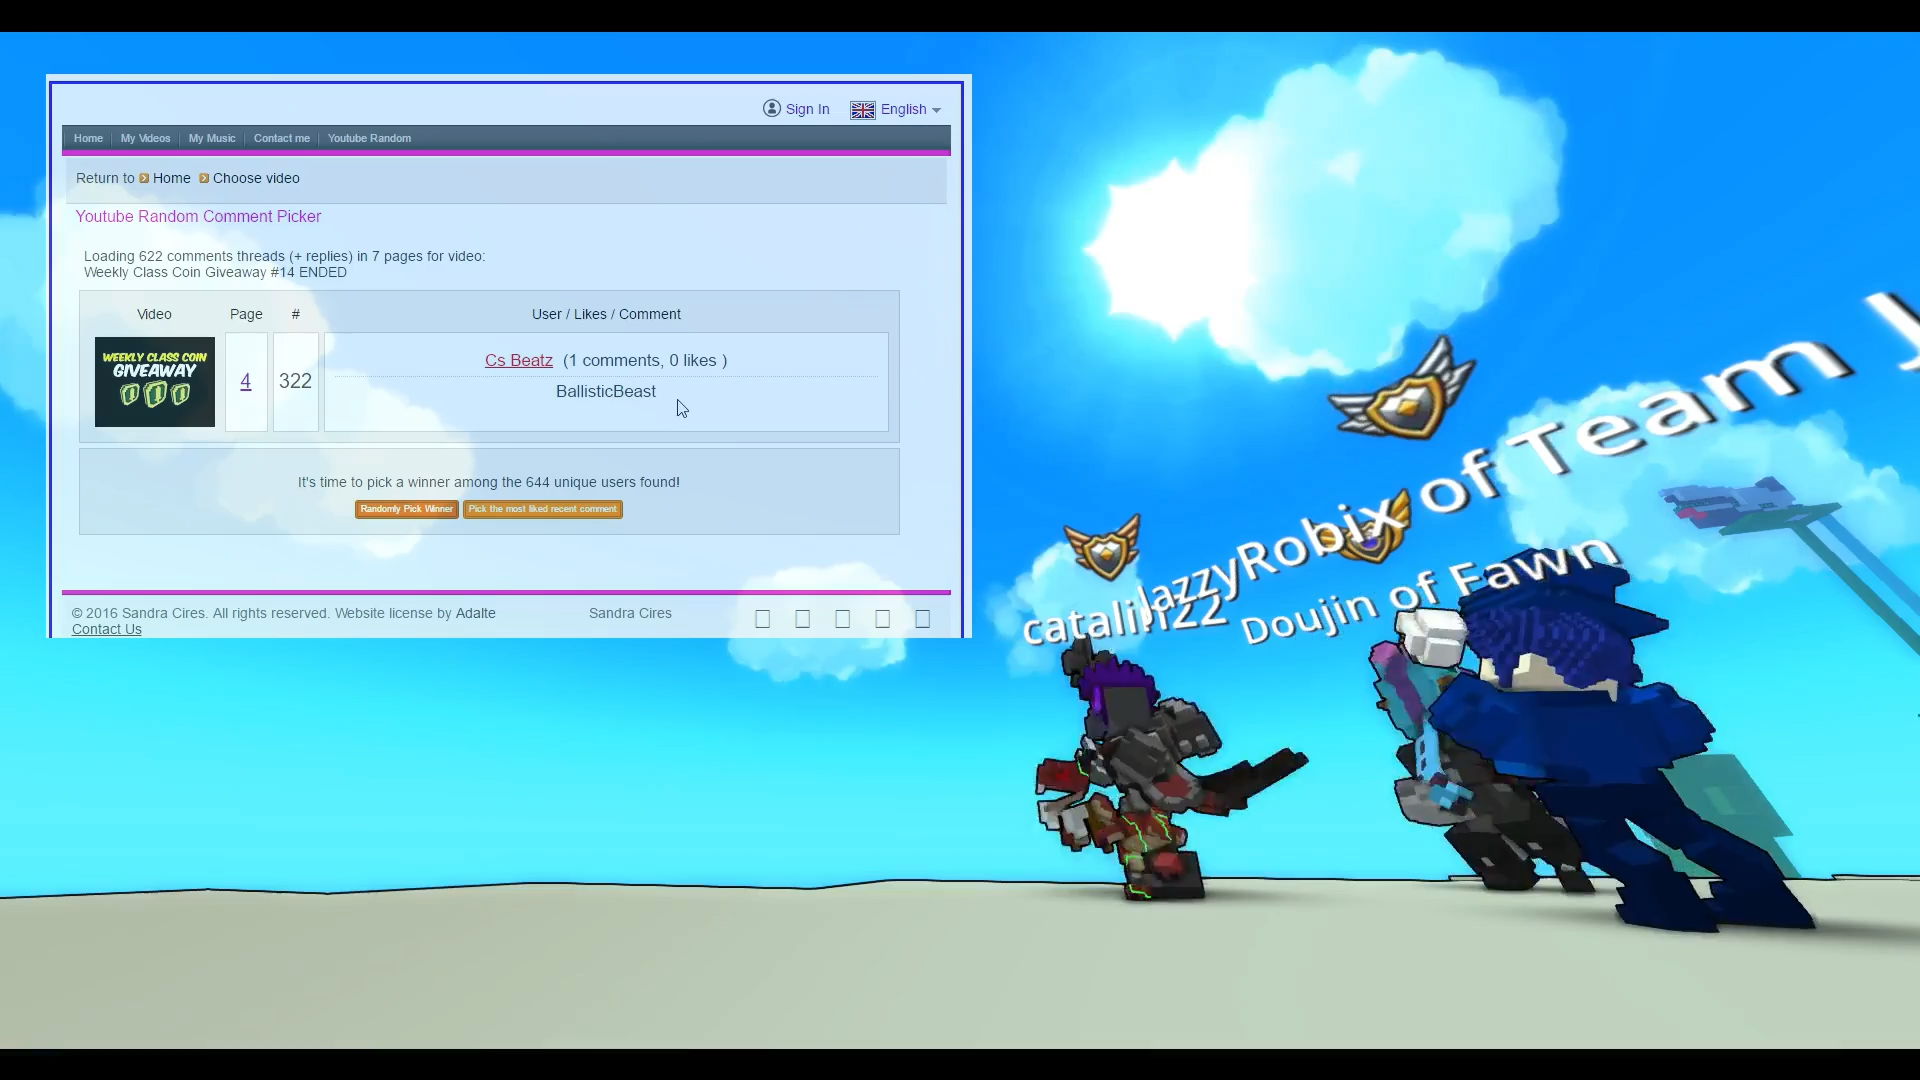 Sign In English
Home My Videos My Music Contact me Youtube Random
Return to Home Choose video
Youtube Random Comment Picker
Loading 622 comments threads (+ replies) in 7 pages for video:
Weekly Class Coin Giveaway #14 ENDED
Video Page # User / Likes / Comment
WEEKLY CLASS COIN
GIVEAWAY
4 322
Cs Beatz (1 comments, 0 likes )
BallisticBeast
It's time to pick a winner among the 644 unique users found!
Randomly Pick Winner Pick the most liked recent comment
© 2016 Sandra Cires. All rights reserved. Website license by Adalte Sandra Cires
Contact Us
JazzyRobix of Team
catalin22
Doujin of Fawn